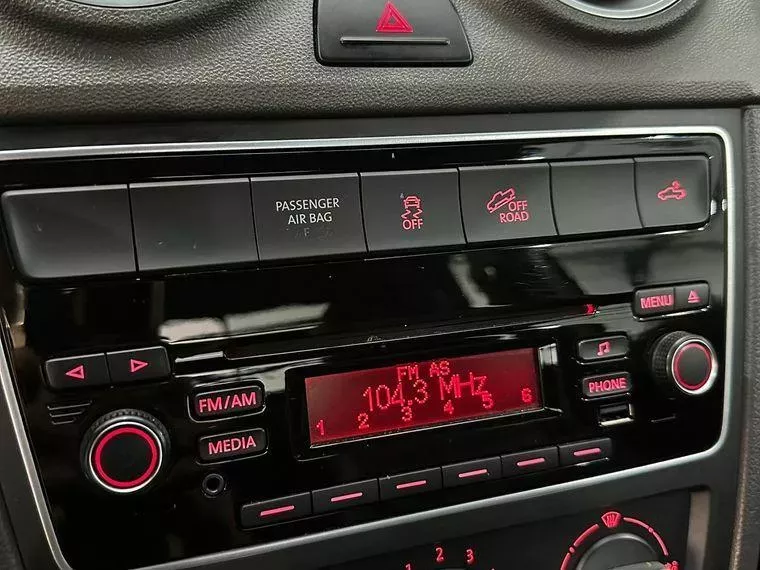 PASSENGER
AIR BAG
OFF
OFF
ROAD
MENU
FM AS
104.3 MHz
1 2 3 4 5 6
FM/AM
MEDIA
PHONE
1 2 3